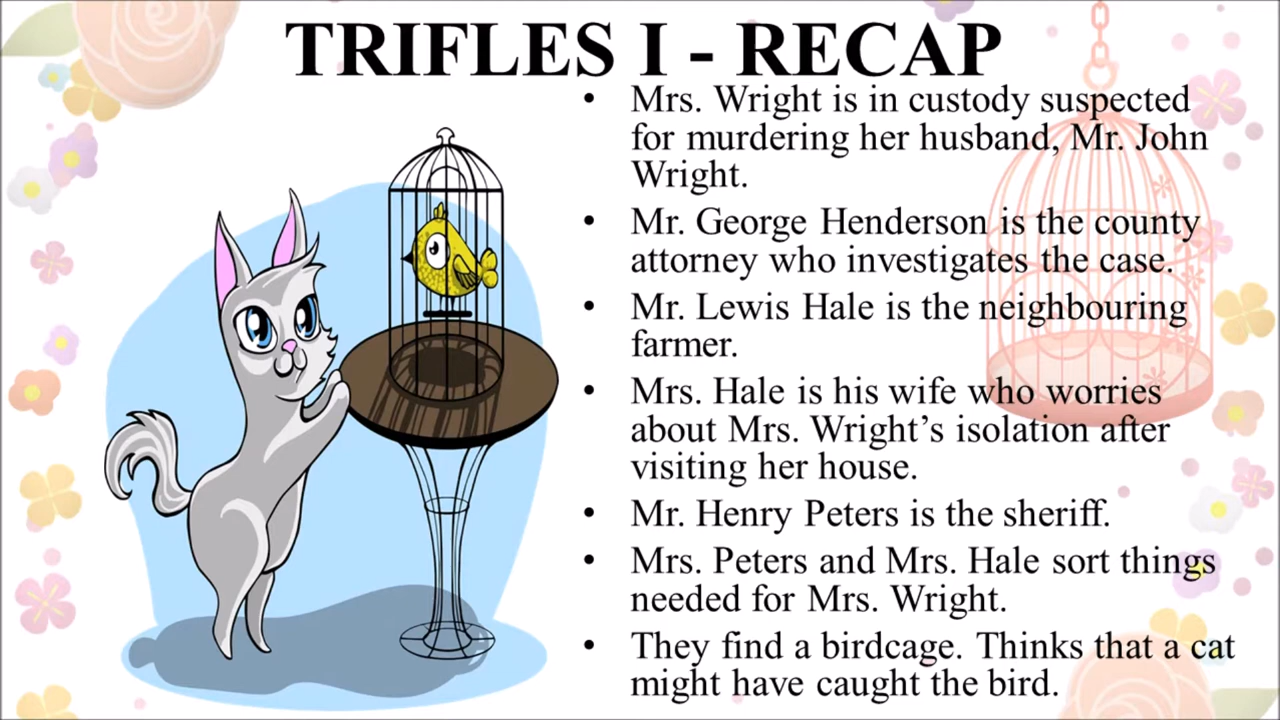 TRIFLES I - RECAP
• Mrs. Wright is in custody suspected
for murdering her husband, Mr. John
Wright.
• Mr. George Henderson is the county
attorney who investigates the case.
• Mr. Lewis Hale is the neighbouring
farmer.
• Mrs. Hale is his wife who worries
about Mrs. Wright’s isolation after
visiting her house.
• Mr. Henry Peters is the sheriff.
• Mrs. Peters and Mrs. Hale sort things
needed for Mrs. Wright.
• They find a birdcage. Thinks that a cat
might have caught the bird.